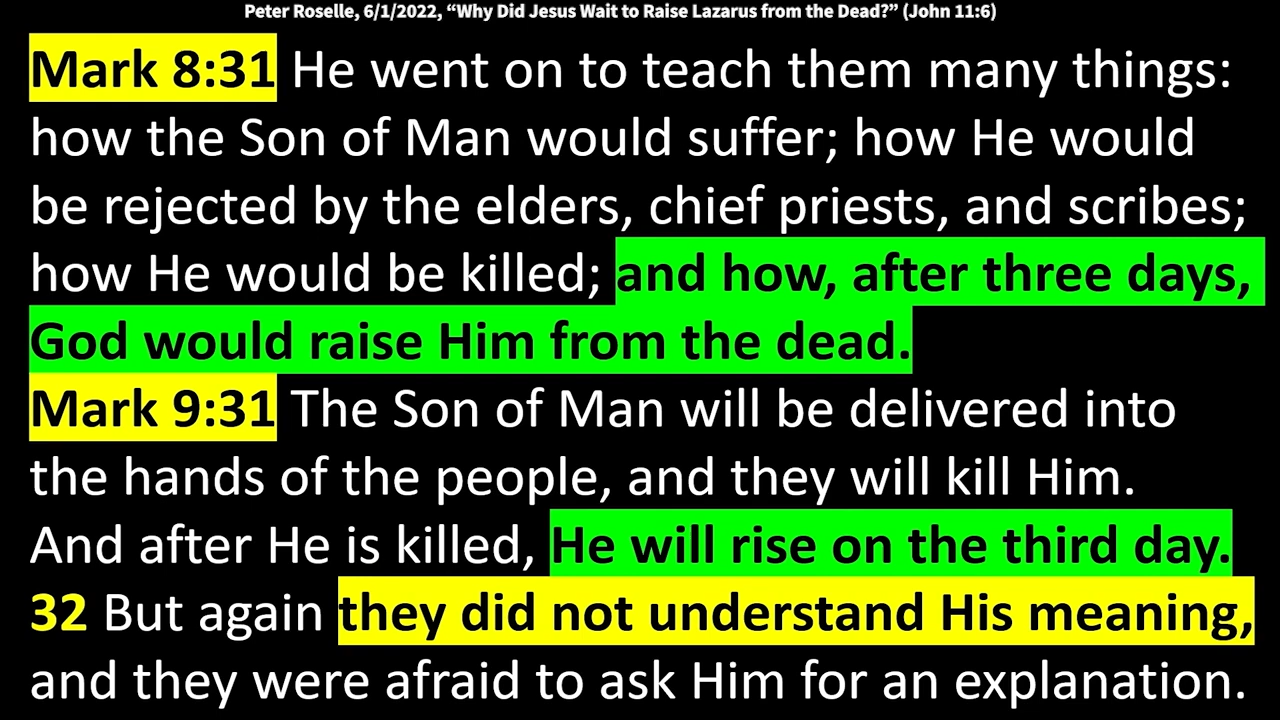 Peter Roselle, 6/1/2022, “Why Did Jesus Wait to Raise Lazarus from the Dead?” (John 11:6)
Mark 8:31 He went on to teach them many things:
how the Son of Man would suffer; how He would
be rejected by the elders, chief priests, and scribes;
how He would be killed; and how, after three days,
God would raise Him from the dead.
Mark 9:31 The Son of Man will be delivered into
the hands of the people, and they will kill Him.
And after He is killed, He will rise on the third day.
32 But again they did not understand His meaning,
and they were afraid to ask Him for an explanation.